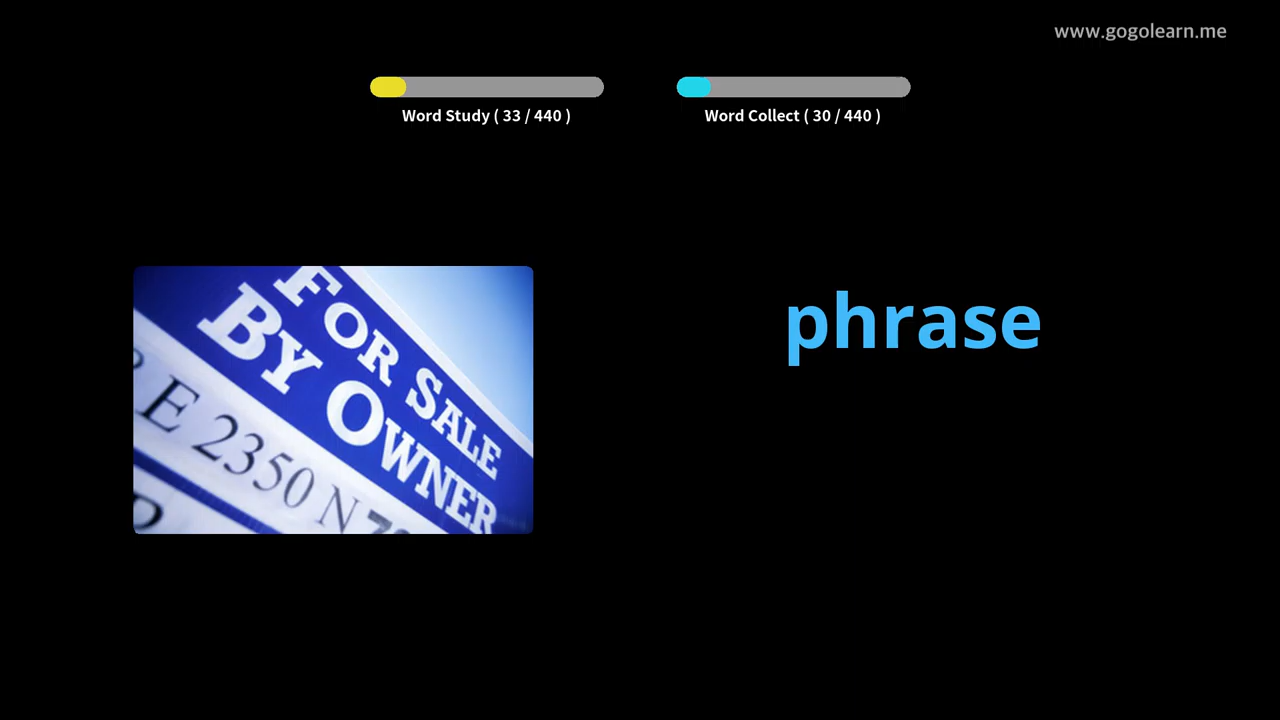 www.gogolearn.me
Word Study ( 33 / 440 )
Word Collect ( 30 / 440 )
FOR SALE
BY OWNER
E 2350 N
phrase